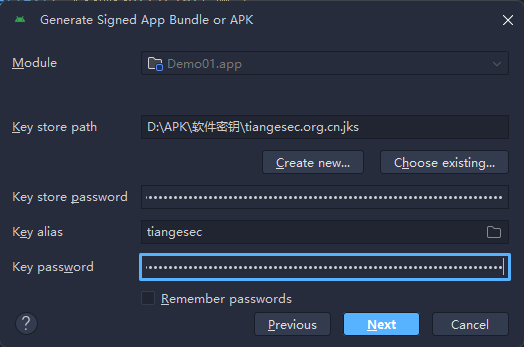 Generate Signed App Bundle or APK
Module
Demo01.app
Key store path
D:\APK\软件密钥\tiangesec.org.cn.jks
Create new...
Choose existing...
Key store password
••••••••••••••••••••••••••••••••••••••••••••••••••••••••••••
Key alias
tiangesec
Key password
••••••••••••••••••••••••••••••••••••••••••••••••••••••••••••
Remember passwords
?
Previous
Next
Cancel